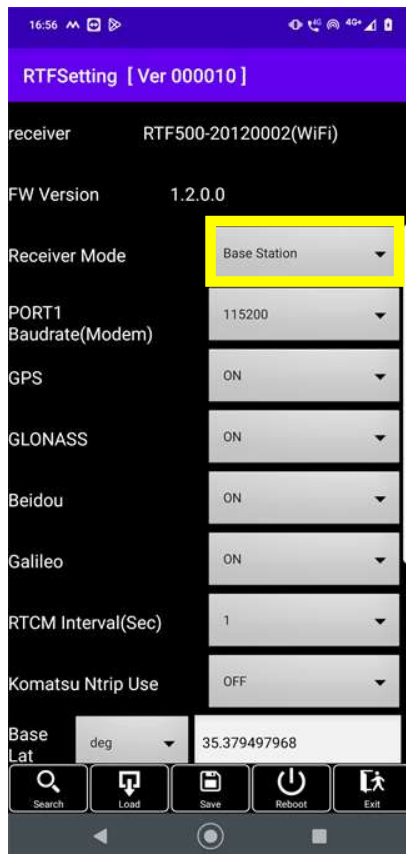 16:56 4G 4G+
RTFSetting [ Ver 000010 ]
receiver RTF500-20120002(WiFi)
FW Version 1.2.0.0
Receiver Mode Base Station
PORT1
Baudrate(Modem) 115200
GPS ON
GLONASS ON
Beidou ON
Galileo ON
RTCM Interval(Sec) 1
Komatsu Ntrip Use OFF
Base
Lat deg 35.379497968
Search Load Save Reboot Exit